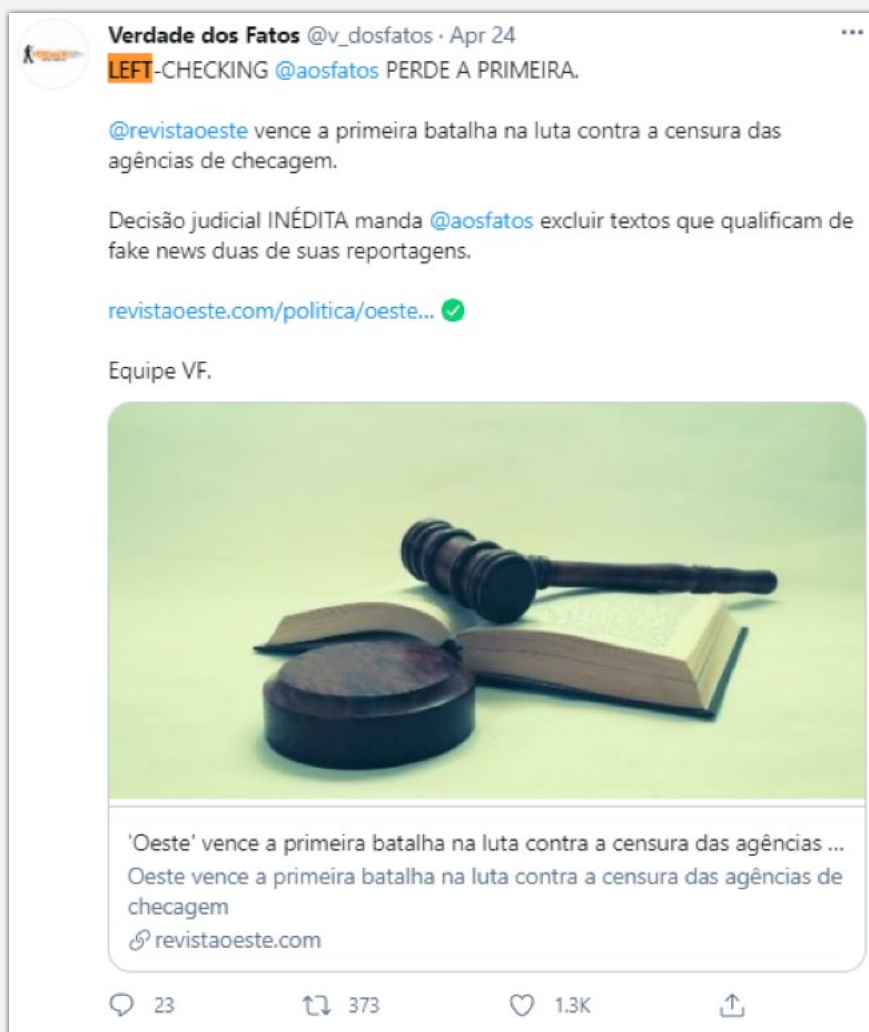 Verdade dos Fatos @v_dosfatos · Apr 24
LEFT-CHECKING @aosfatos PERDE A PRIMEIRA.
@revistaoeste vence a primeira batalha na luta contra a censura das
agências de checagem.
Decisão judicial INÉDITA manda @aosfatos excluir textos que qualificam de
fake news duas de suas reportagens.
revistaoeste.com/politica/oeste...
Equipe VF.
'Oeste' vence a primeira batalha na luta contra a censura das agências ...
Oeste vence a primeira batalha na luta contra a censura das agências de
checagem
revistaoeste.com
23 373 1.3K